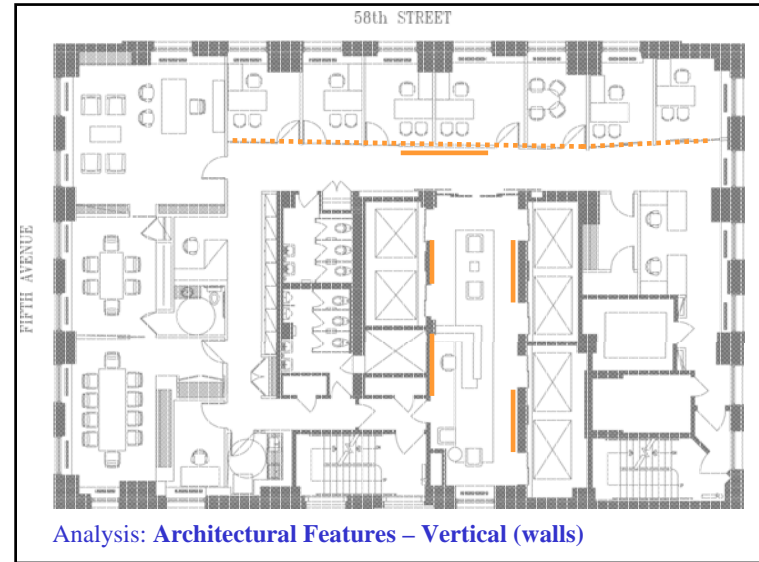 58th STREET
FIFTH AVENUE
Analysis: Architectural Features – Vertical (walls)